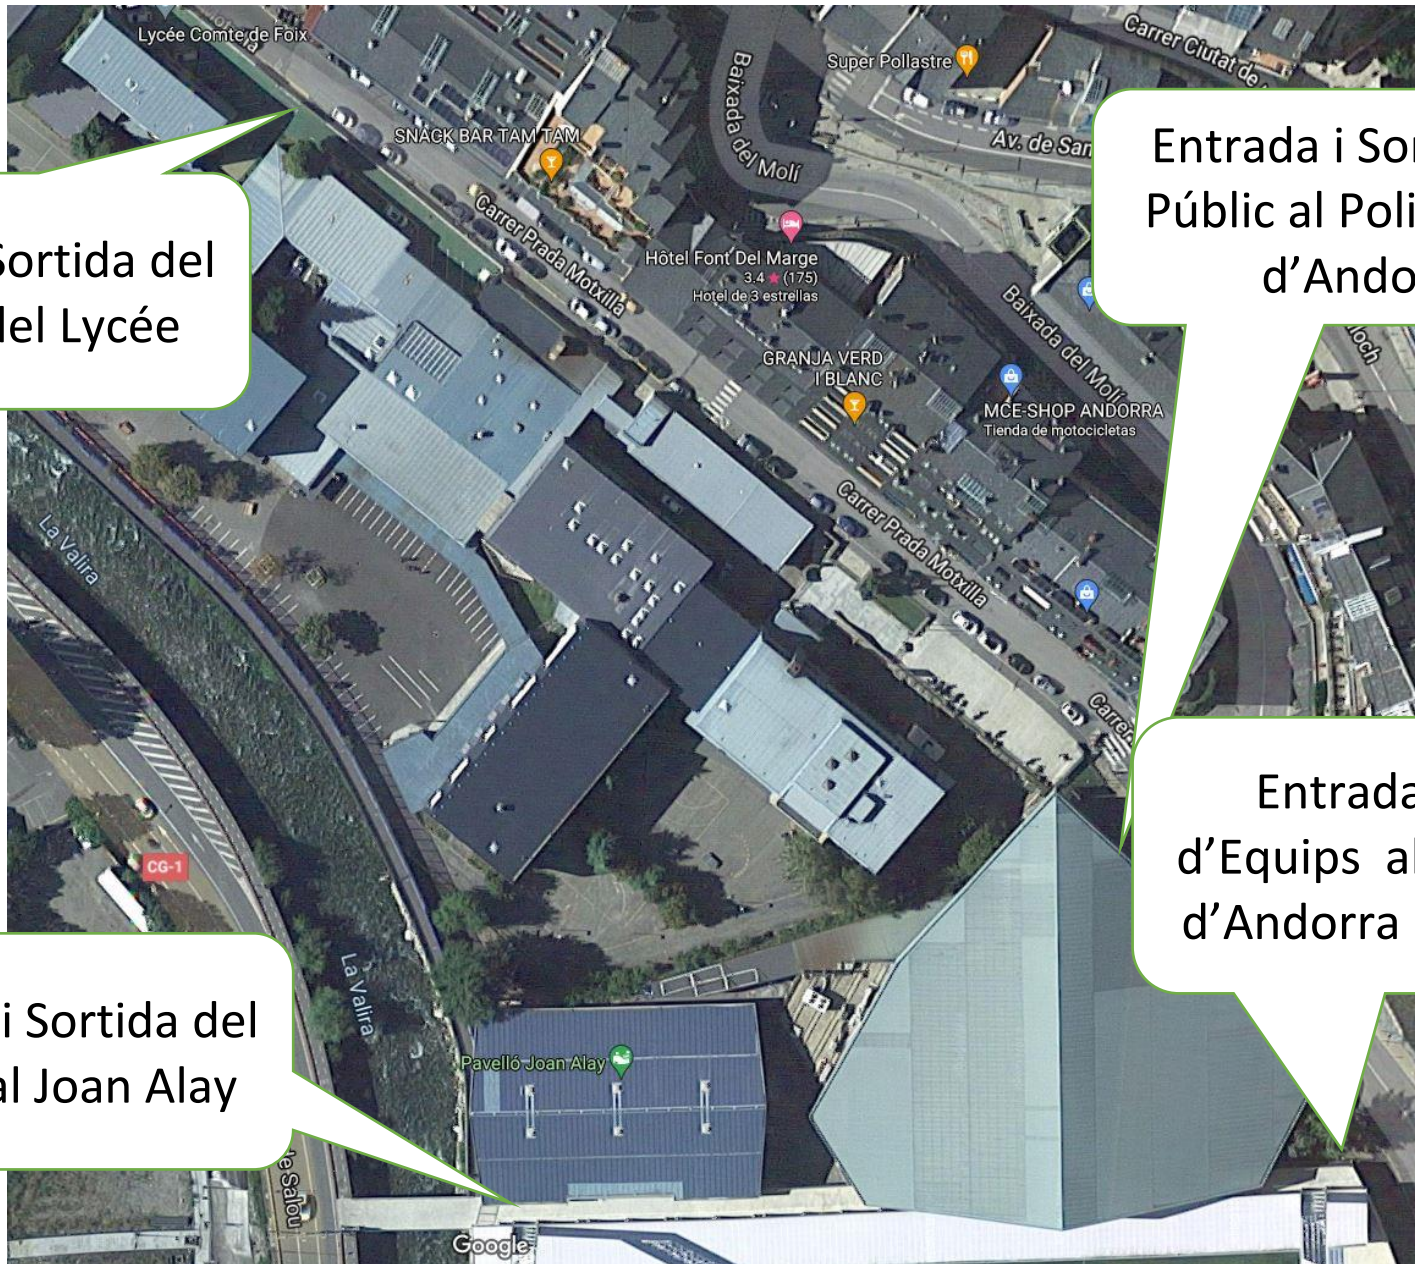 Lycée Comte de Foix
Super Pollastre
Carrer Ciutat de
Baixada del Molí
SNACK BAR TAM TAM
Av. de San
Entrada i Sor
Públic al Poli
d'Ando
Sortida del
del Lycée
Carrer Prada Motxilla
Hôtel Font Del Marge
3.4 ★ (175)
Hotel de 3 estrellas
Baixada del Molí
loch
GRANJA VERD
I BLANC
MCE-SHOP ANDORRA
Tienda de motocicletas
La Valira
Carrer Prada Motxilla
Carrer
Entrada
d'Equips al
d'Andorra
CG-1
La Valira
i Sortida del
al Joan Alay
Pavelló Joan Alay
de Salou
Google